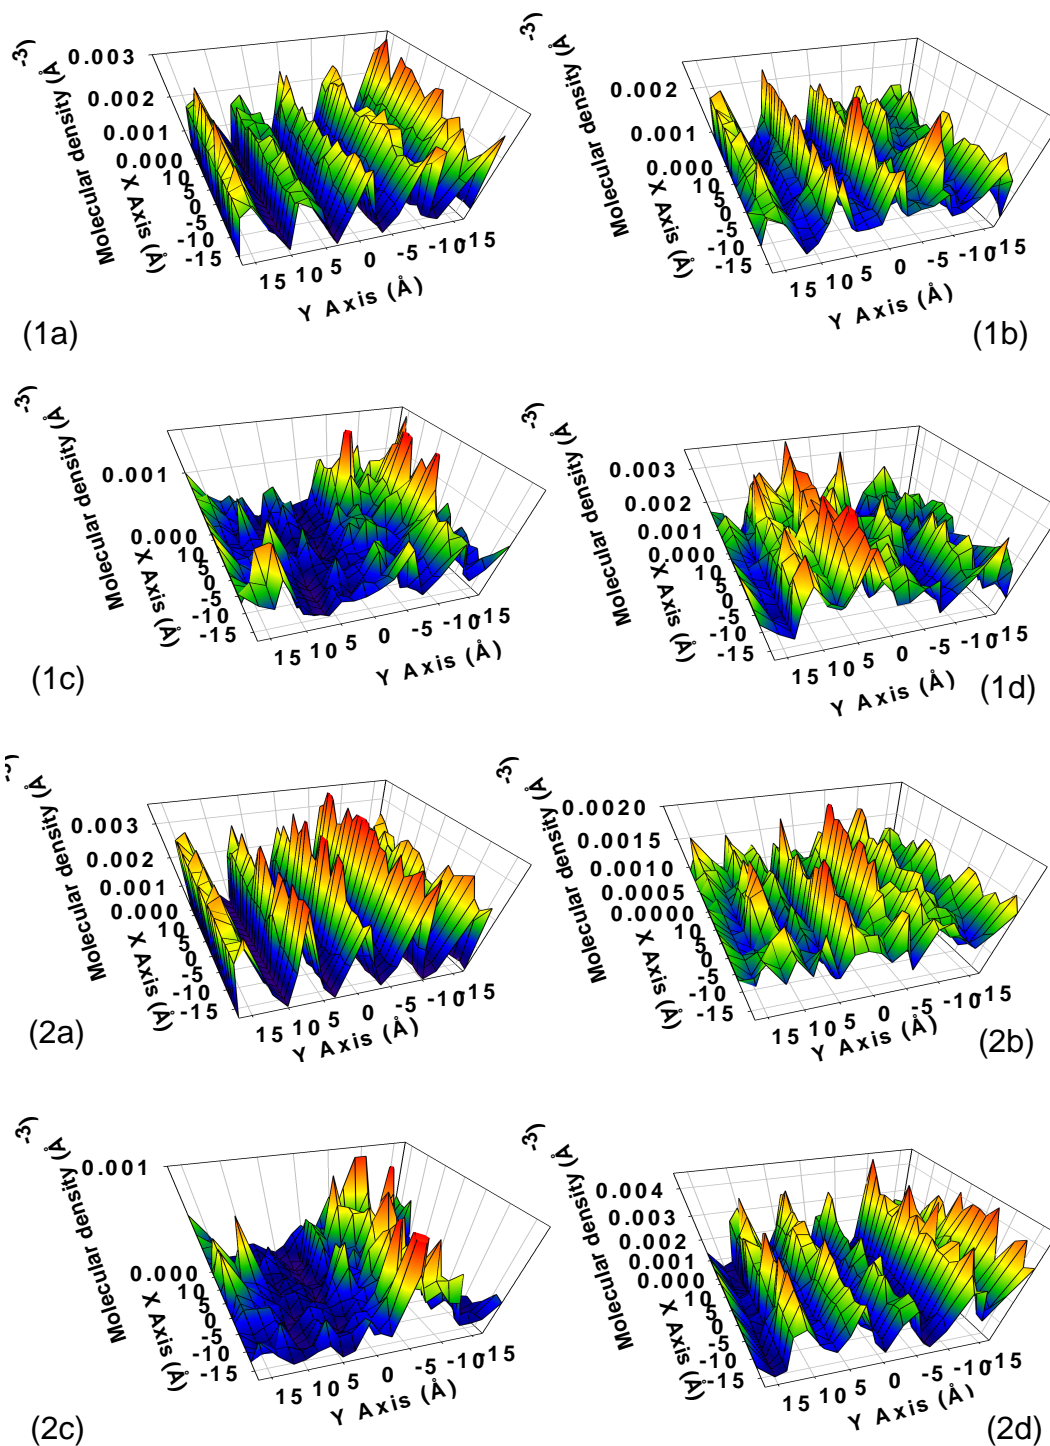 Molecular density (Å -3)
0.003
0.002
0.001
0.000
X Axis (Å)
10
5
0
-5
-10
-15
15 10 5 0 -5 -10 -15
Y Axis (Å)
(1a)
Molecular density (Å -3)
0.002
0.001
0.000
X Axis (Å)
10
5
0
-5
-10
-15
15 10 5 0 -5 -10 -15
Y Axis (Å)
(1b)
Molecular density (Å -3)
0.001
0.000
X Axis (Å)
10
5
0
-5
-10
-15
15 10 5 0 -5 -10 -15
Y Axis (Å)
(1c)
Molecular density (Å -3)
0.003
0.002
0.001
0.000
X Axis (Å)
10
5
0
-5
-10
-15
15 10 5 0 -5 -10 -15
Y Axis (Å)
(1d)
Molecular density (Å -3)
0.003
0.002
0.001
0.000
X Axis (Å)
10
5
0
-5
-10
-15
15 10 5 0 -5 -10 -15
Y Axis (Å)
(2a)
Molecular density (Å -3)
0.0020
0.0015
0.0010
0.0005
0.0000
X Axis (Å)
10
5
0
-5
-10
-15
15 10 5 0 -5 -10 -15
Y Axis (Å)
(2b)
Molecular density (Å -3)
0.001
0.000
X Axis (Å)
10
5
0
-5
-10
-15
15 10 5 0 -5 -10 -15
Y Axis (Å)
(2c)
Molecular density (Å -3)
0.004
0.003
0.002
0.001
0.000
X Axis (Å)
10
5
0
-5
-10
-15
15 10 5 0 -5 -10 -15
Y Axis (Å)
(2d)